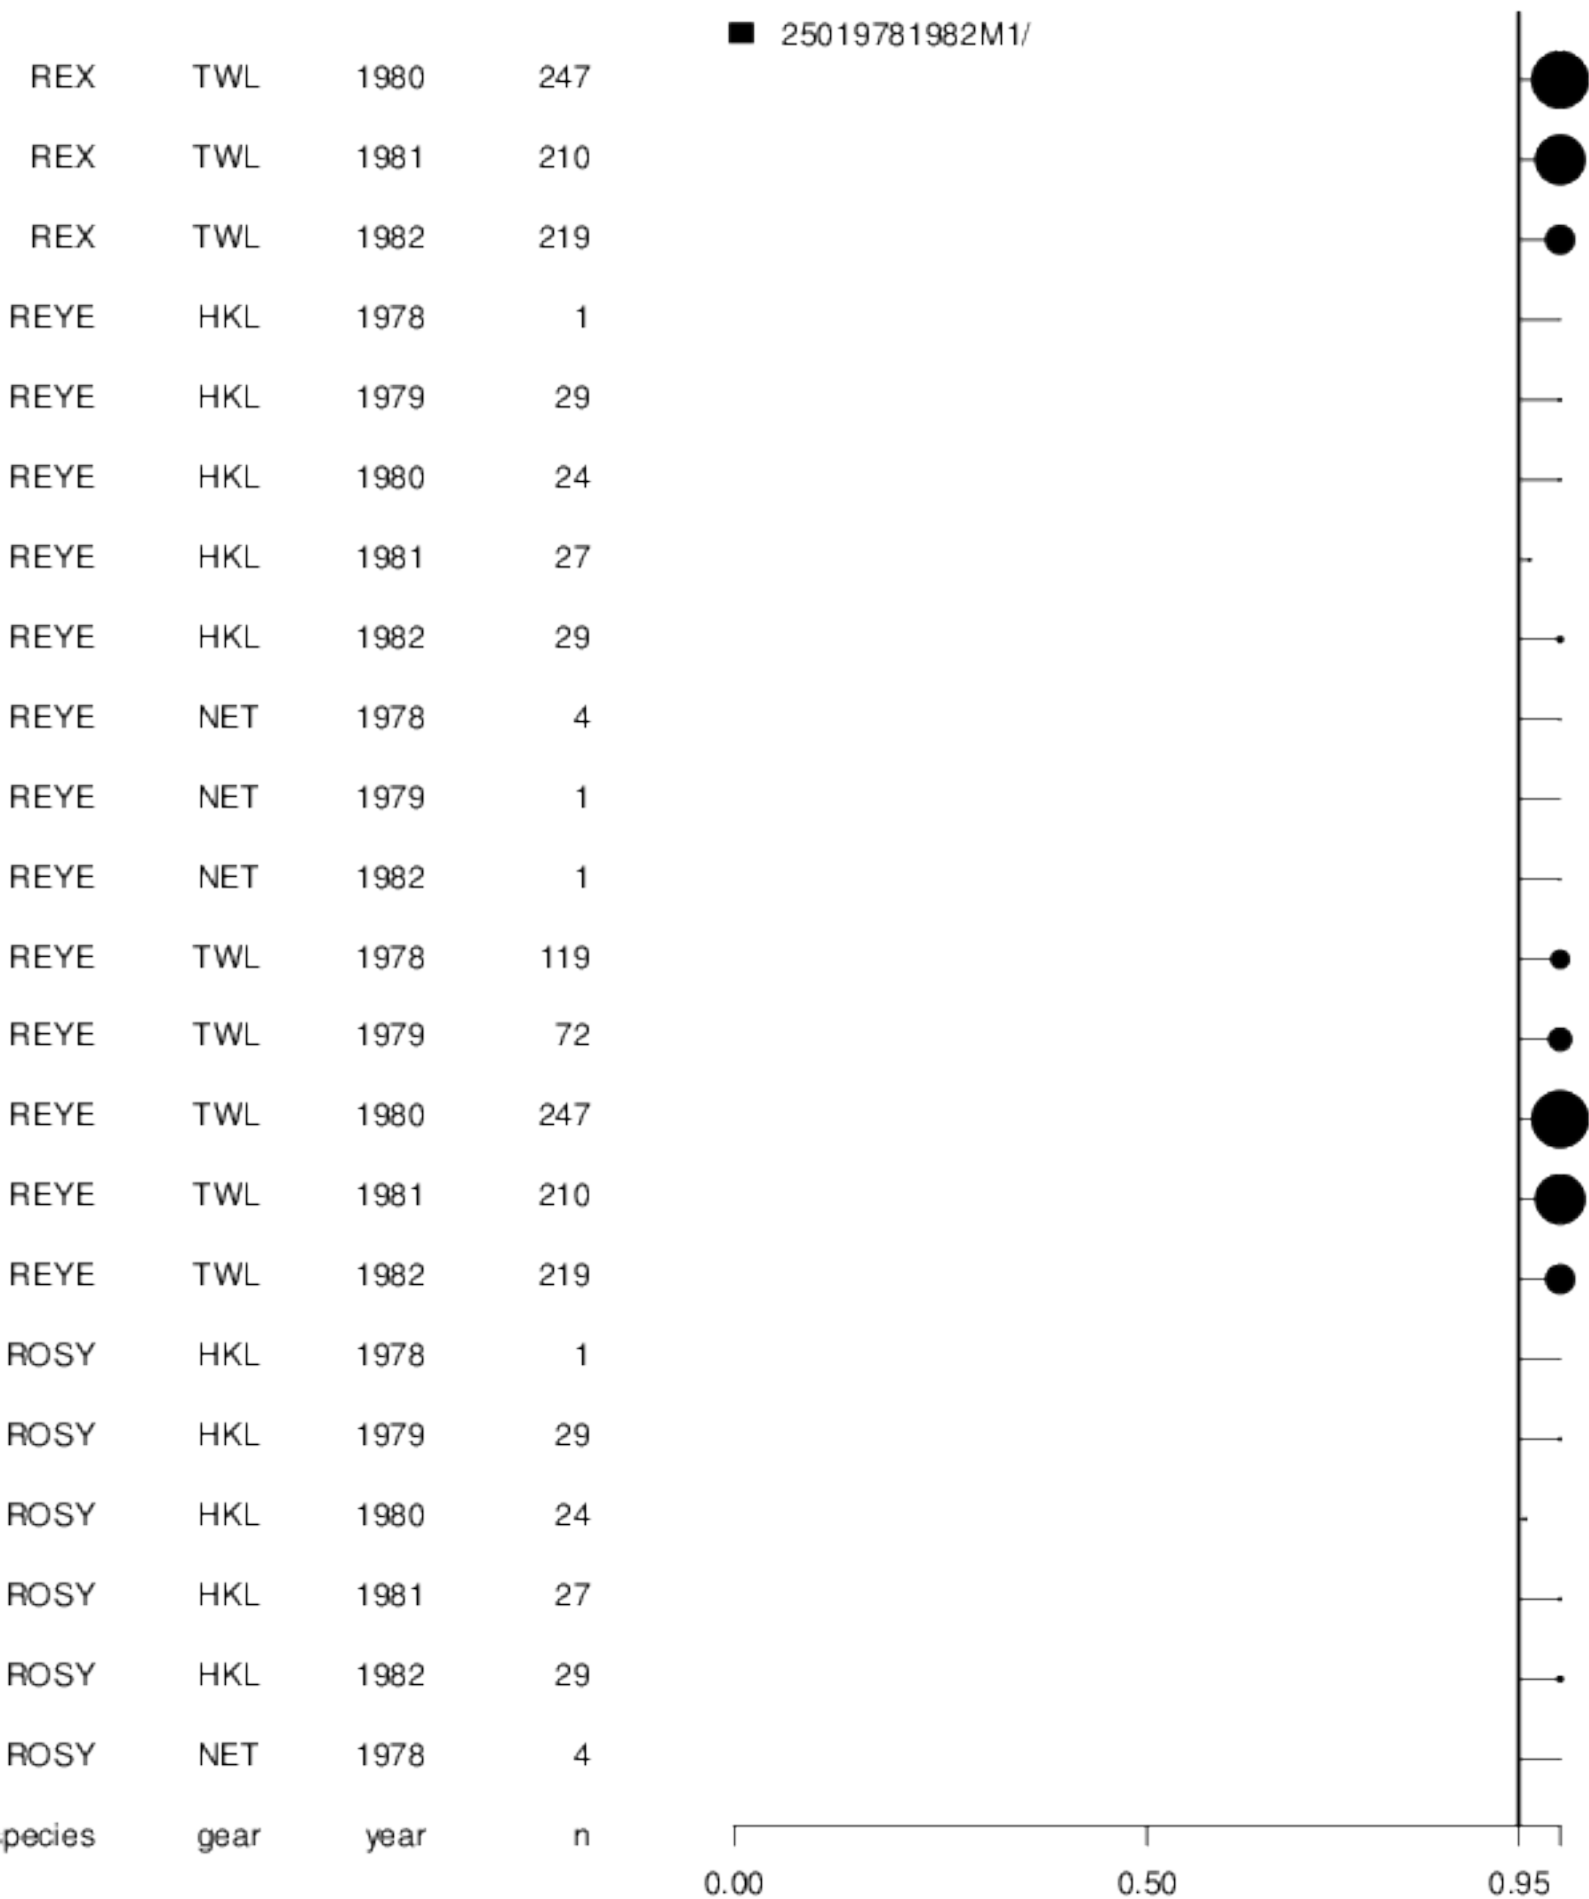 25019781982M1/
REX TWL 1980 247
REX TWL 1981 210
REX TWL 1982 219
REYE HKL 1978 1
REYE HKL 1979 29
REYE HKL 1980 24
REYE HKL 1981 27
REYE HKL 1982 29
REYE NET 1978 4
REYE NET 1979 1
REYE NET 1982 1
REYE TWL 1978 119
REYE TWL 1979 72
REYE TWL 1980 247
REYE TWL 1981 210
REYE TWL 1982 219
ROSY HKL 1978 1
ROSY HKL 1979 29
ROSY HKL 1980 24
ROSY HKL 1981 27
ROSY HKL 1982 29
ROSY NET 1978 4
pecies gear year n
0.00 0.50 0.95